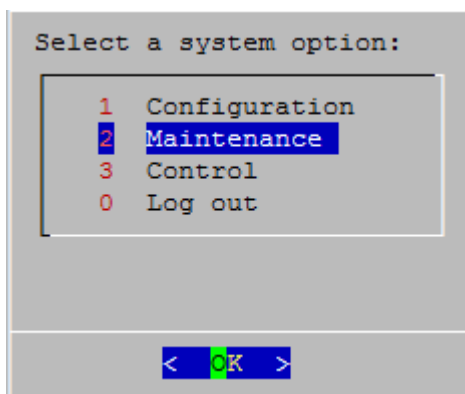 Select a system option:
1 Configuration
2 Maintenance
3 Control
0 Log out
< OK >